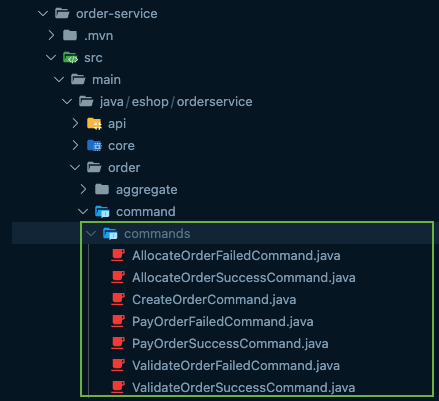 order-service
.mvn
src
main
java/eshop/orderservice
api
core
order
aggregate
command
commands
AllocateOrderFailedCommand.java
AllocateOrderSuccessCommand.java
CreateOrderCommand.java
PayOrderFailedCommand.java
PayOrderSuccessCommand.java
ValidateOrderFailedCommand.java
ValidateOrderSuccessCommand.java